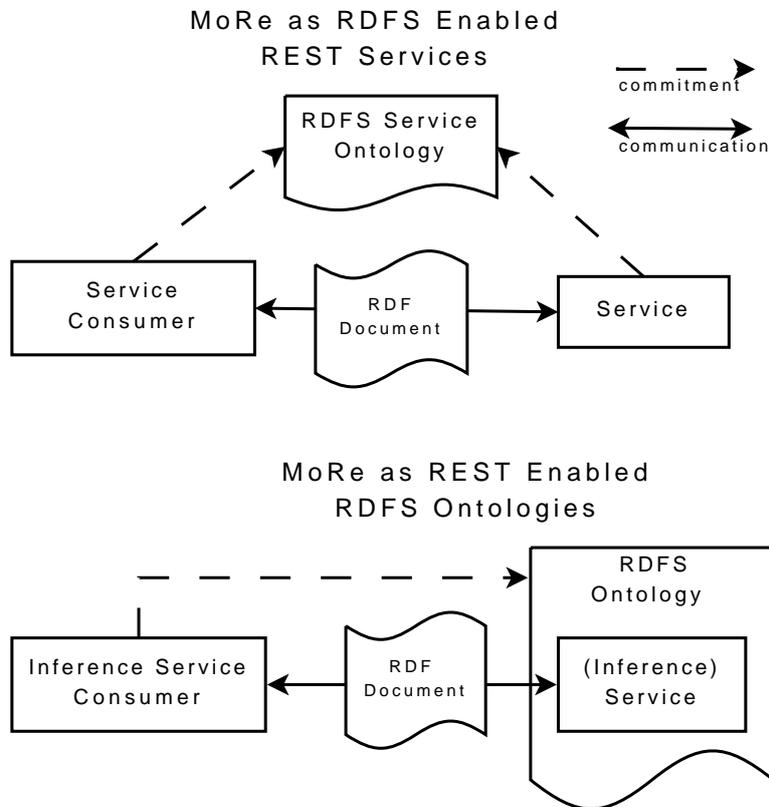 MoRe as RDFS Enabled
REST Services
commitment
RDFS Service
Ontology
communication
Service
Consumer
RDF
Document
Service
MoRe as REST Enabled
RDFS Ontologies
RDFS
Ontology
Inference Service
Consumer
RDF
Document
(Inference)
Service